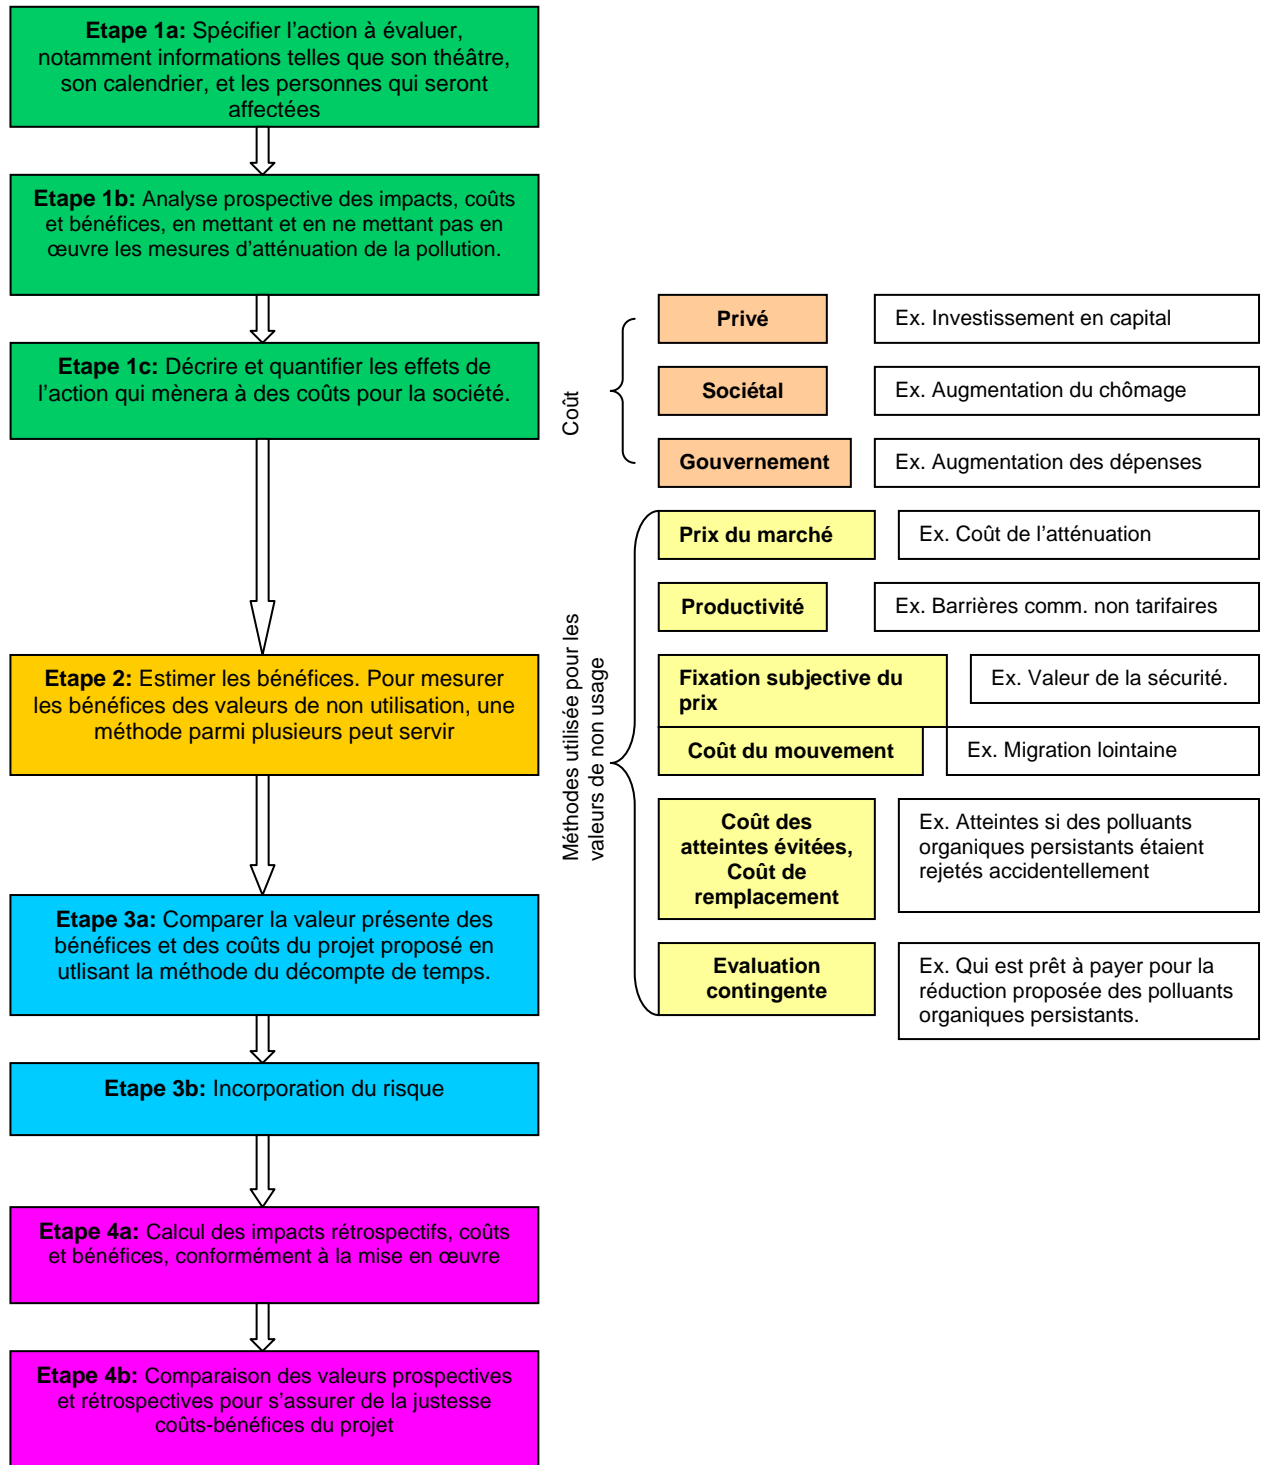 Etape 1a: Spécifier l’action à évaluer,
notamment informations telles que son théâtre,
son calendrier, et les personnes qui seront
affectées
Etape 1b: Analyse prospective des impacts, coûts
et bénéfices, en mettant et en ne mettant pas en
œuvre les mesures d’atténuation de la pollution.
Etape 1c: Décrire et quantifier les effets de
l’action qui mènera à des coûts pour la société.
Coût
Privé
Ex. Investissement en capital
Sociétal
Ex. Augmentation du chômage
Gouvernement
Ex. Augmentation des dépenses
Etape 2: Estimer les bénéfices. Pour mesurer
les bénéfices des valeurs de non utilisation, une
méthode parmi plusieurs peut servir
Méthodes utilisée pour les
valeurs de non usage
Prix du marché
Ex. Coût de l’atténuation
Productivité
Ex. Barrières comm. non tarifaires
Fixation subjective du
prix
Ex. Valeur de la sécurité.
Coût du mouvement
Ex. Migration lointaine
Coût des
atteintes évitées,
Coût de
remplacement
Ex. Atteintes si des polluants
organiques persistants étaient
rejetés accidentellement
Evaluation
contingente
Ex. Qui est prêt à payer pour la
réduction proposée des polluants
organiques persistants.
Etape 3a: Comparer la valeur présente des
bénéfices et des coûts du projet proposé en
utlisant la méthode du décompte de temps.
Etape 3b: Incorporation du risque
Etape 4a: Calcul des impacts rétrospectifs, coûts
et bénéfices, conformément à la mise en œuvre
Etape 4b: Comparaison des valeurs prospectives
et rétrospectives pour s’assurer de la justesse
coûts-bénéfices du projet